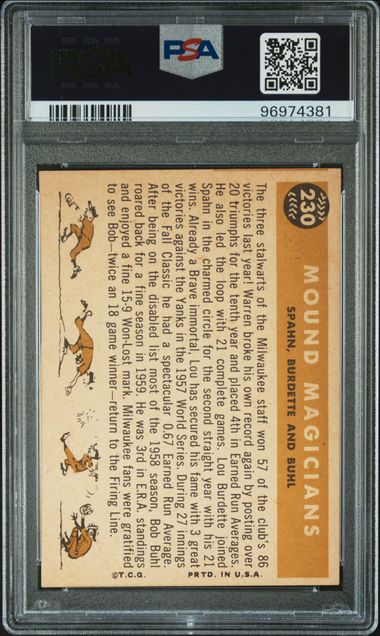 PSA
PSA
96974381
230
MOUND MAGICIANS
SPAHN, BURDETTE AND BUHL
The three stalwarts of the Milwaukee staff won 57 of the club's 86
victories last year! Warren broke his own record again by posting over
20 triumphs for the tenth year and placed 4th in Earned Run Averages.
He also led the loop with 21 complete games. Lou Burdette joined
Spahn in the charmed circle for the second straight year with his 21
wins. Already a Brave immortal, Lou has secured his fame with 3 great
victories against the Yanks in the 1957 World Series. During 27 innings
of the Fall Classic he had a spectacular 0.67 Earned Run Average.
After being on the disabled list most of the 1958 season, Bob Buhl
roared back for a fine season in 1959. He was 3rd in E.R.A. standings
and enjoyed a fine 15-9 Won-Lost mark. Milwaukee fans were gratified
to see Bob—twice an 18 game winner—return to the Firing Line.
©T.C.G. PRTD. IN U.S.A.